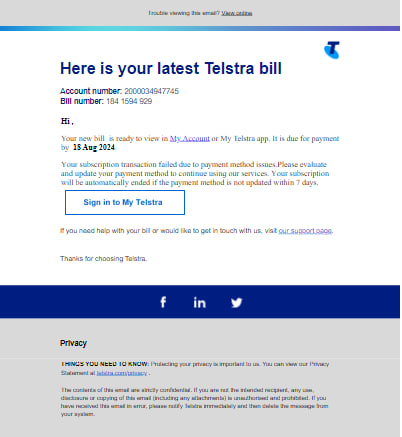 Trouble viewing this email? View online
Here is your latest Telstra bill
Account number: 2000034947745
Bill number: 184 1594 929
Hi ,
Your new bill is ready to view in My Account or My Telstra app. It is due for payment
by 18 Aug 2024.
Your subscription transaction failed due to payment method issues.Please evaluate
and update your payment method to continue using our services. Your subscription
will be automatically ended if the payment method is not updated within 7 days.
Sign in to My Telstra
If you need help with your bill or would like to get in touch with us, visit our support page.
Thanks for choosing Telstra.
Privacy
THINGS YOU NEED TO KNOW: Protecting your privacy is important to us. You can view our Privacy
Statement at telstra.com/privacy .
The contents of this email are strictly confidential. If you are not the intended recipient, any use,
disclosure or copying of this email (including any attachments) is unauthorised and prohibited. If you
have received this email in error, please notify Telstra immediately and then delete the message from
your system.